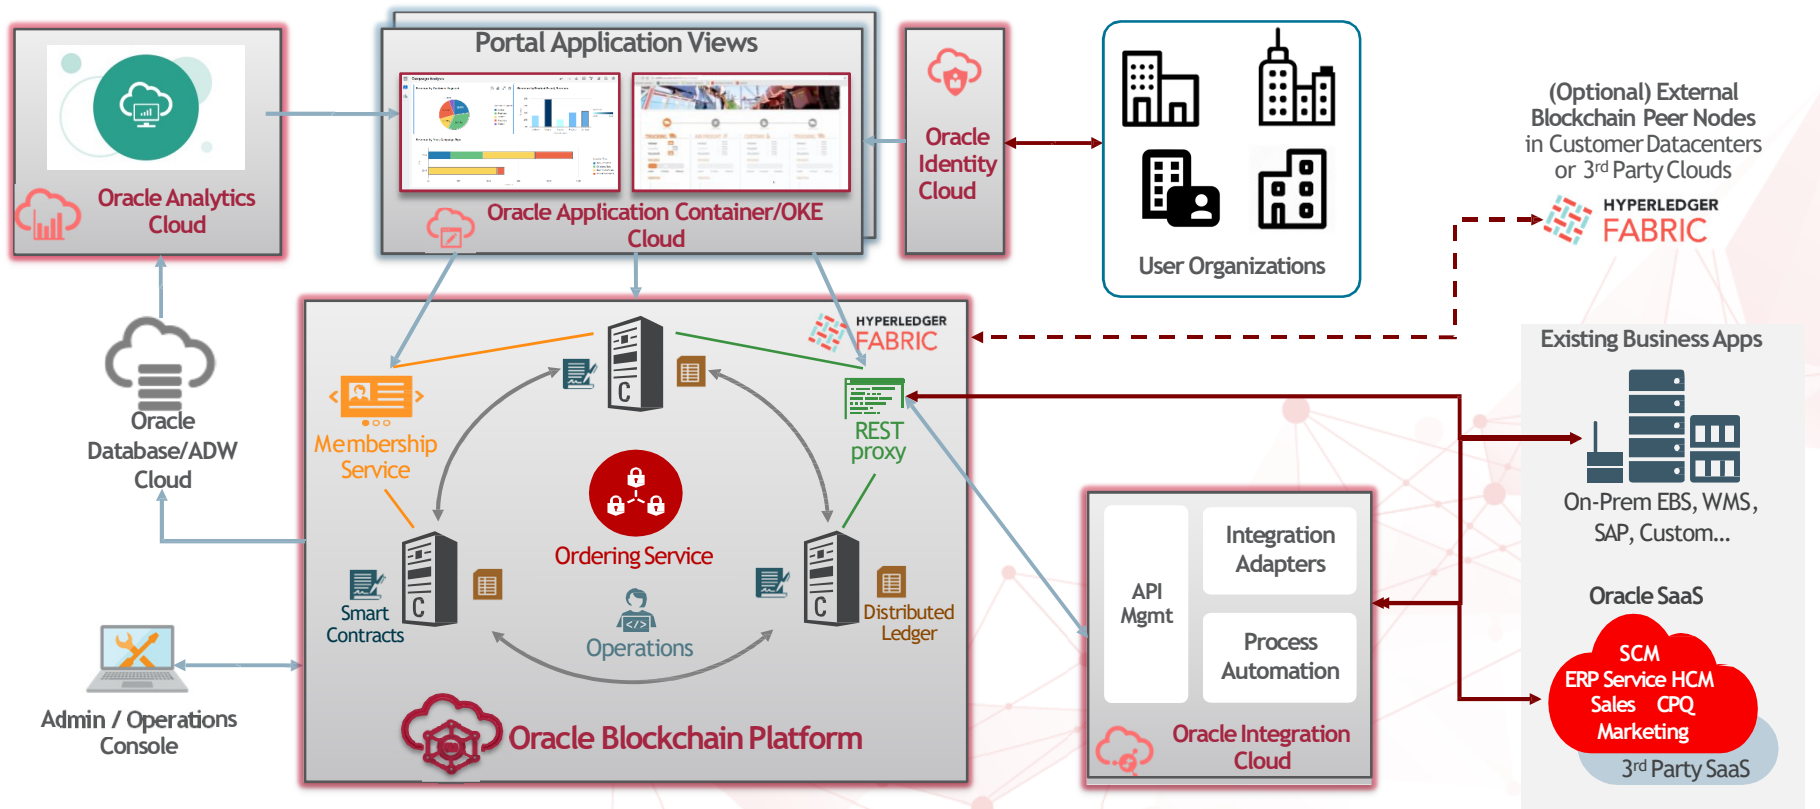 Portal Application Views
Oracle Analytics
Cloud
Oracle Application Container/OKE
Cloud
Oracle
Identity
Cloud
User Organizations
(Optional) External
Blockchain Peer Nodes
in Customer Datacenters
or 3rd Party Clouds
HYPERLEDGER
FABRIC
Oracle
Database/ADW
Cloud
Admin / Operations
Console
HYPERLEDGER
FABRIC
Membership
Service
REST
proxy
C
Ordering Service
C
C
Smart
Contracts
Operations
Distributed
Ledger
Oracle Blockchain Platform
API
Mgmt
Integration
Adapters
Process
Automation
Oracle Integration
Cloud
Existing Business Apps
On-Prem EBS, WMS,
SAP, Custom...
Oracle SaaS
SCM
ERP Service HCM
Sales CPQ
Marketing
3rd Party SaaS